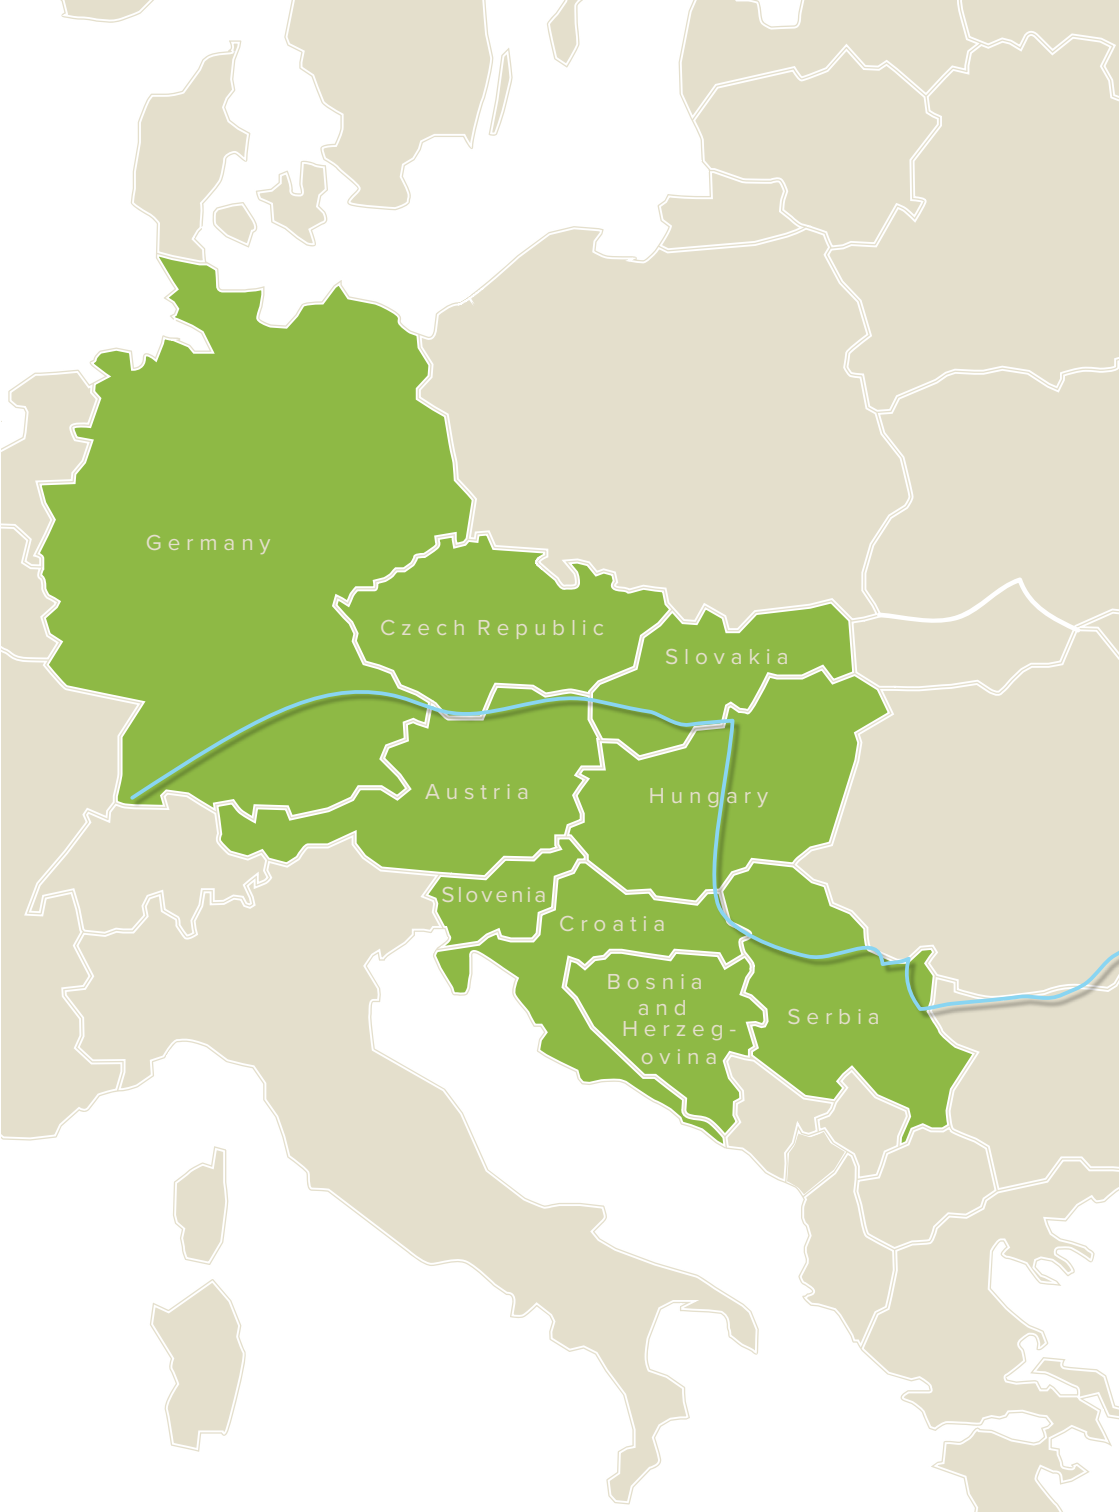 Germany
Czech Republic
Slovakia
Austria
Hungary
Slovenia
Croatia
Bosnia
and
Herzeg-
ovina
Serbia